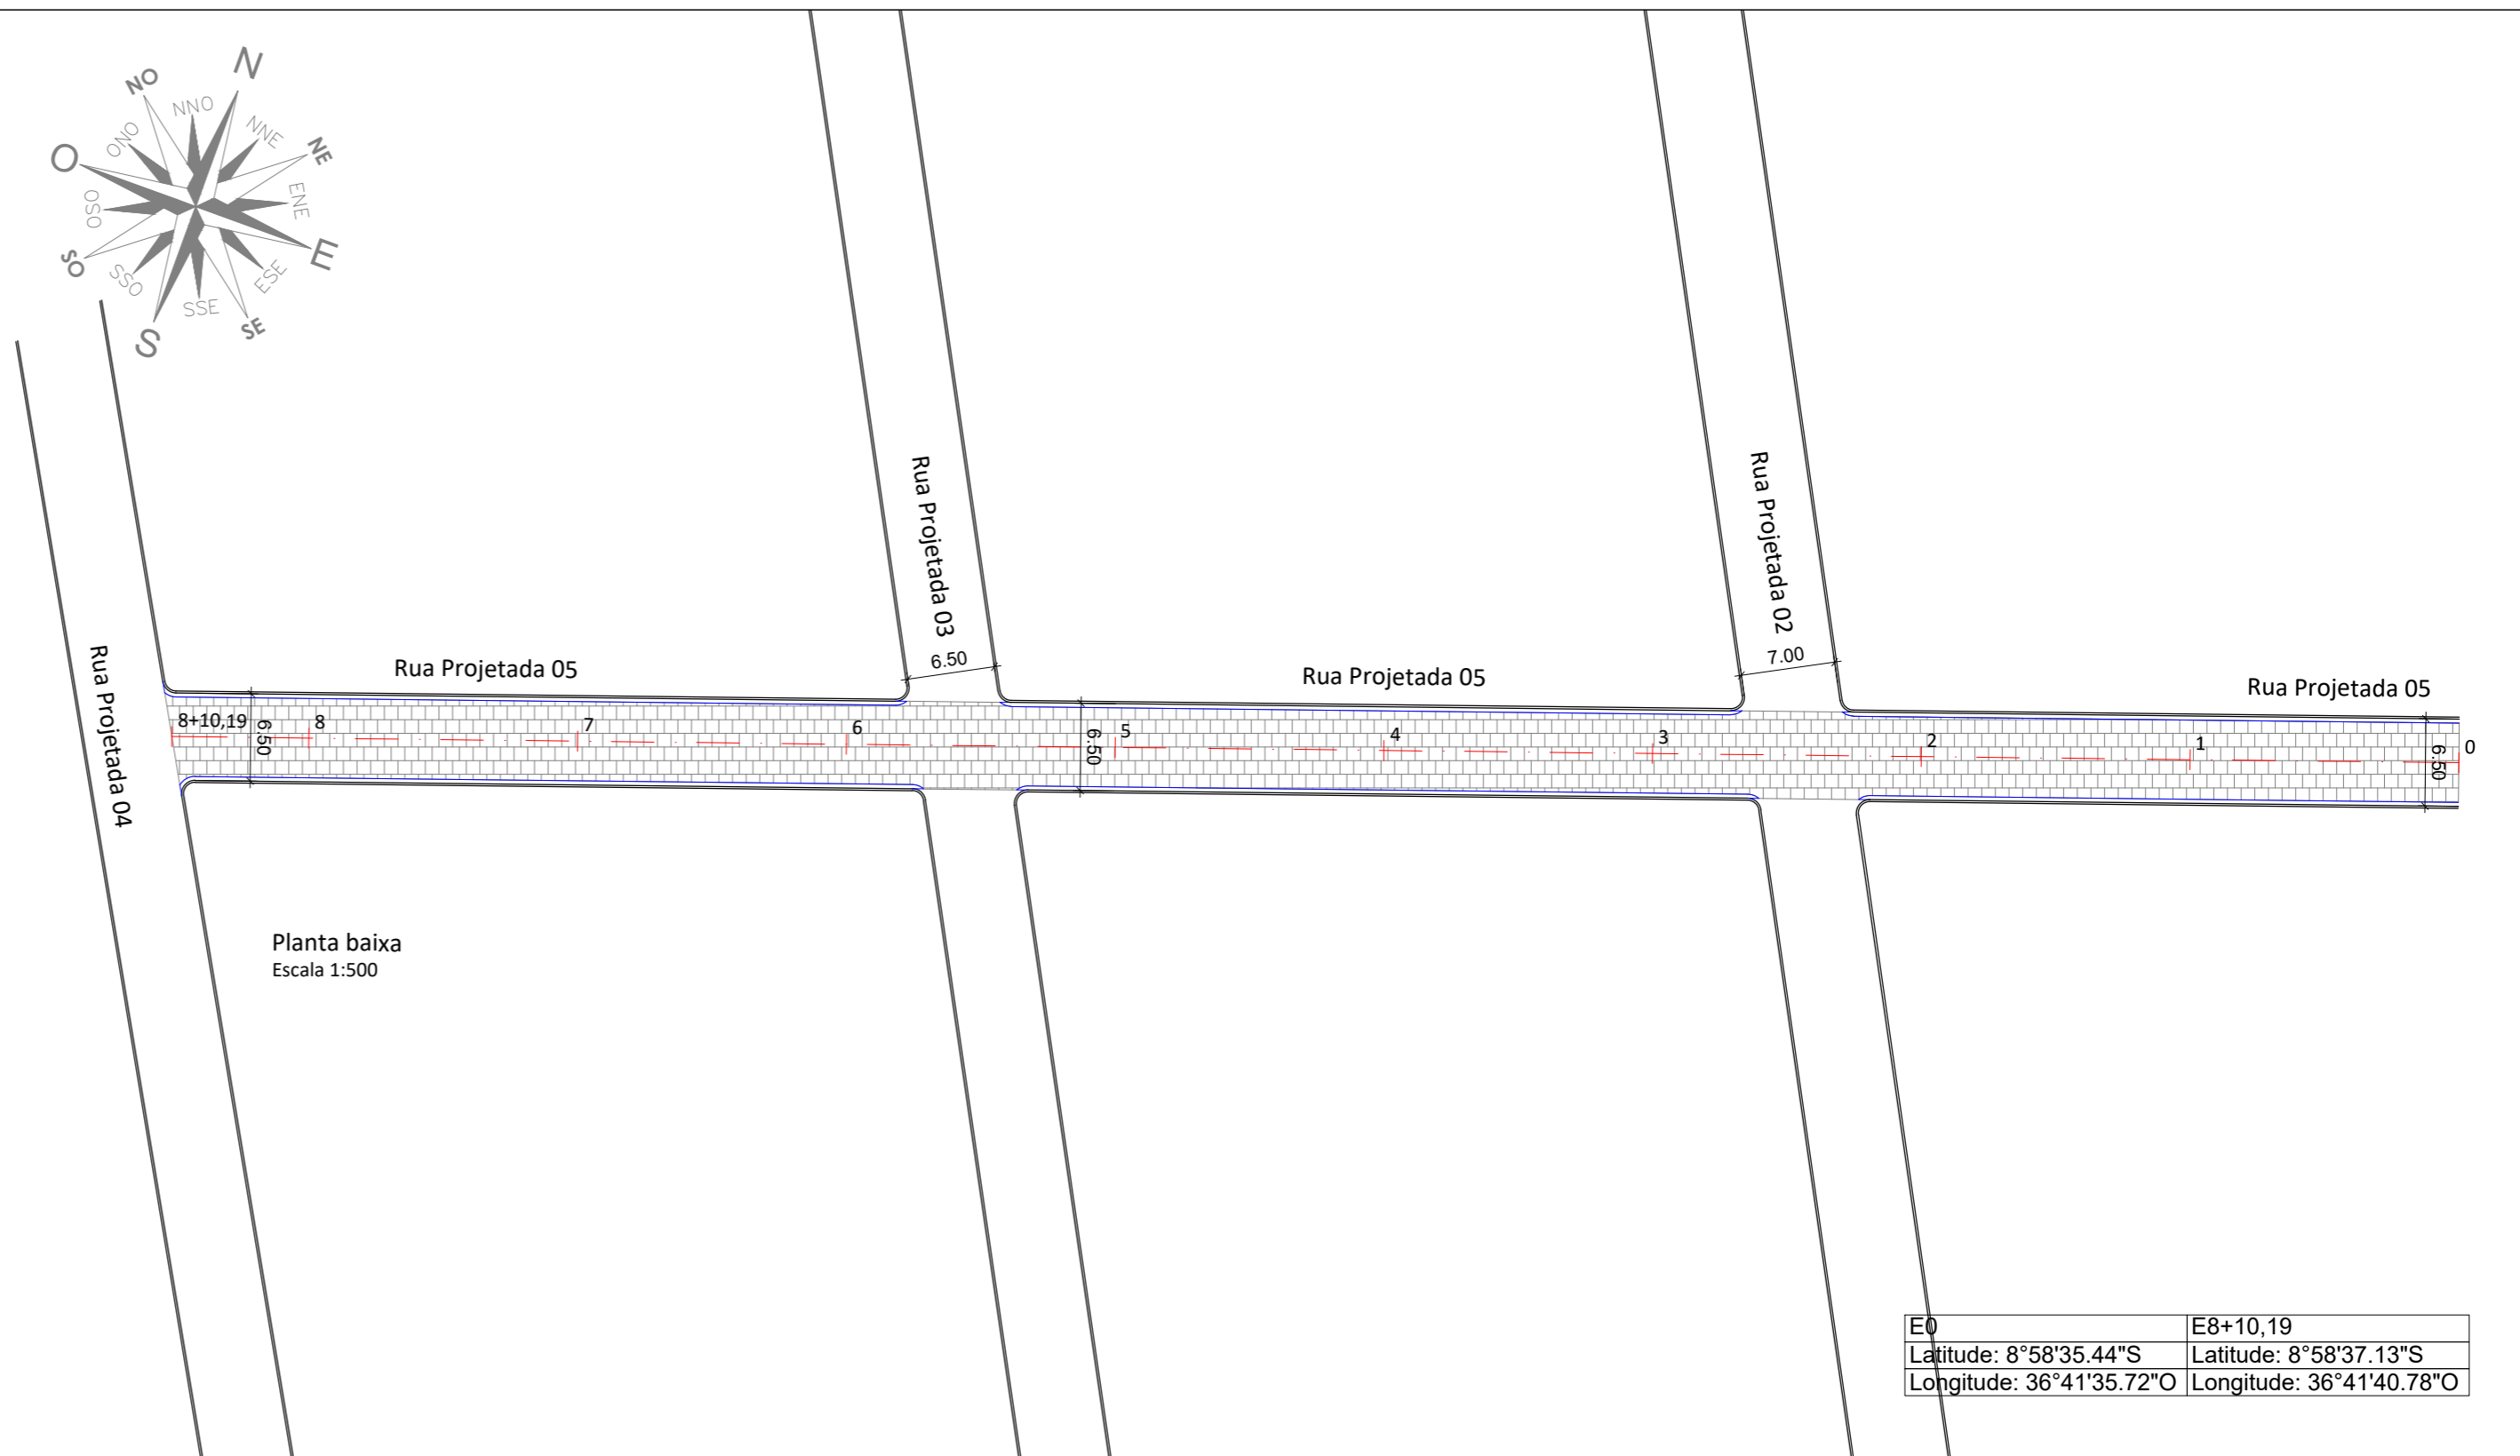 N
NO
NNO
NNE
NE
ONO
O
ENE
OSO
E
SO
SSO
ESE
SSE
SE
S
Rua Projetada 03
Rua Projetada 02
Rua Projetada 04
Rua Projetada 05
6.50
Rua Projetada 05
7.00
Rua Projetada 05
8+10,19
6.50
8
7
6
6.50
5
4
3
2
1
6.50
0
Planta baixa
Escala 1:500
E0 E8+10,19
Latitude: 8°58'35.44"S Latitude: 8°58'37.13"S
Longitude: 36°41'35.72"O Longitude: 36°41'40.78"O